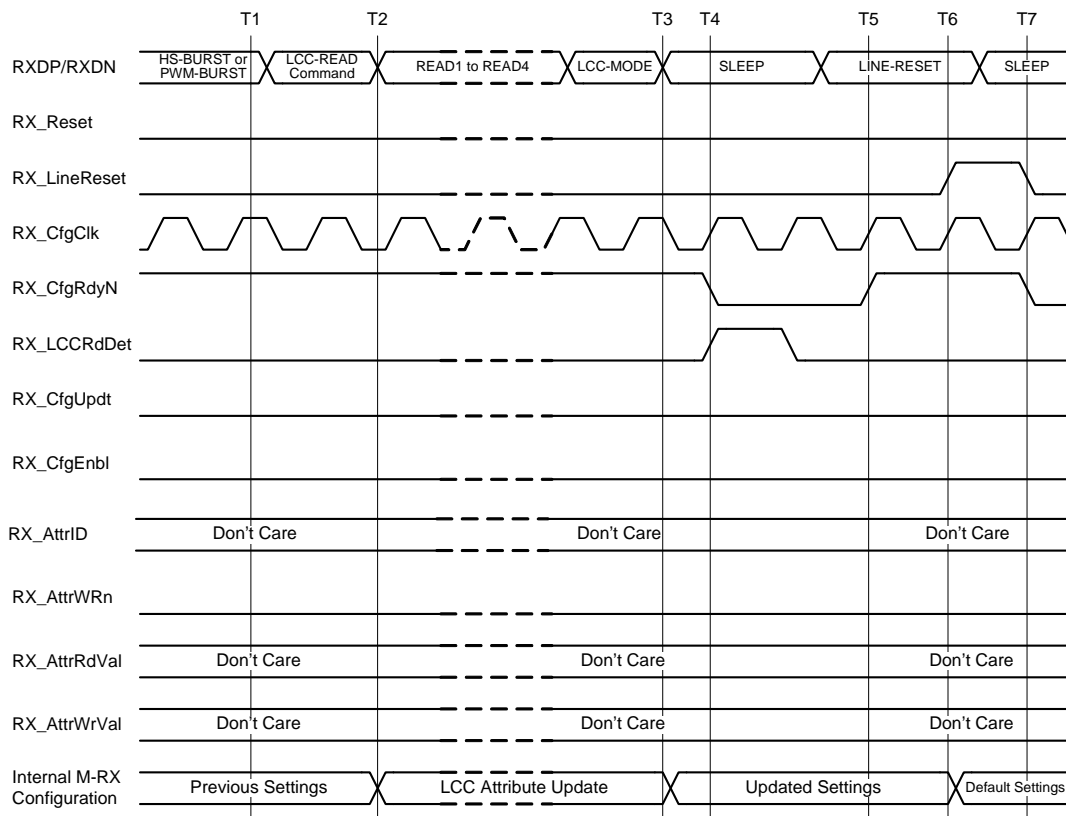 T1 T2 T3 T4 T5 T6 T7
RXDP/RXDN
HS-BURST or
PWM-BURST
LCC-READ
Command
READ1 to READ4
LCC-MODE
SLEEP
LINE-RESET
SLEEP
RX_Reset
RX_LineReset
RX_CfgClk
RX_CfgRdyN
RX_LCCRdDet
RX_CfgUpdt
RX_CfgEnbl
RX_AttrID Don't Care Don't Care Don't Care
RX_AttrWRn
RX_AttrRdVal Don't Care Don't Care Don't Care
RX_AttrWrVal Don't Care Don't Care Don't Care
Internal M-RX
Configuration
Previous Settings LCC Attribute Update Updated Settings Default Settings